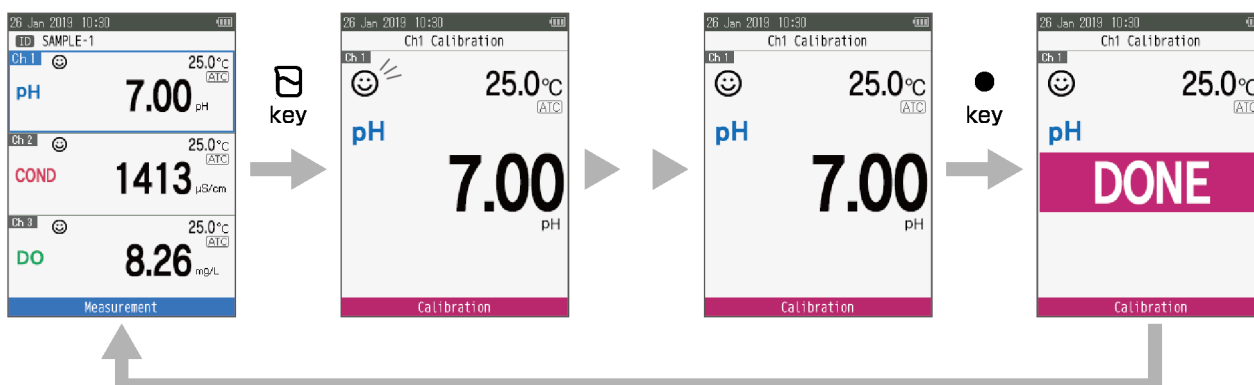 26 Jan 2019 10:30
ID SAMPLE-1
Ch 1 25.0°C
ATC
pH 7.00 pH
Ch 2 25.0°C
ATC
COND 1413 µS/cm
Ch 3 25.0°C
ATC
DO 8.26 mg/L
Measurement
key
26 Jan 2019 10:30
Ch1 Calibration
Ch 1
25.0°C
ATC
pH
7.00
pH
Calibration
26 Jan 2019 10:30
Ch1 Calibration
Ch 1
25.0°C
ATC
pH
7.00
pH
Calibration
key
26 Jan 2019 10:30
Ch1 Calibration
Ch 1
25.0°C
ATC
pH
DONE
Calibration